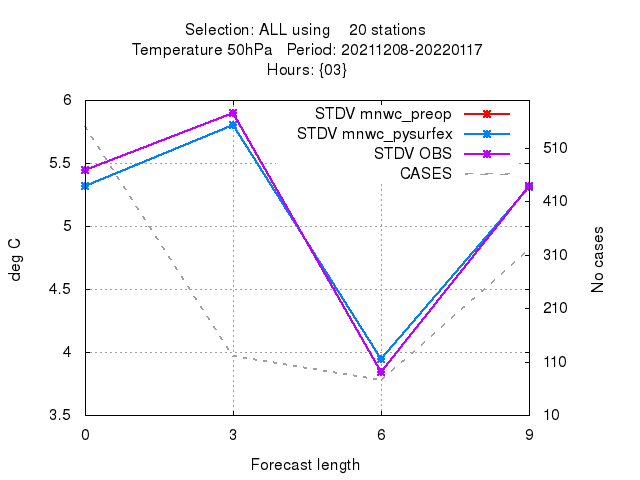 Selection: ALL using 20 stations
Temperature 50hPa Period: 20211208-20220117
Hours: {03}
STDV mnwc_preop
STDV mnwc_pysurfex
STDV OBS
CASES
6
5.5
5
4.5
4
3.5
deg C
510
410
310
210
110
10
No cases
0 3 6 9
Forecast length